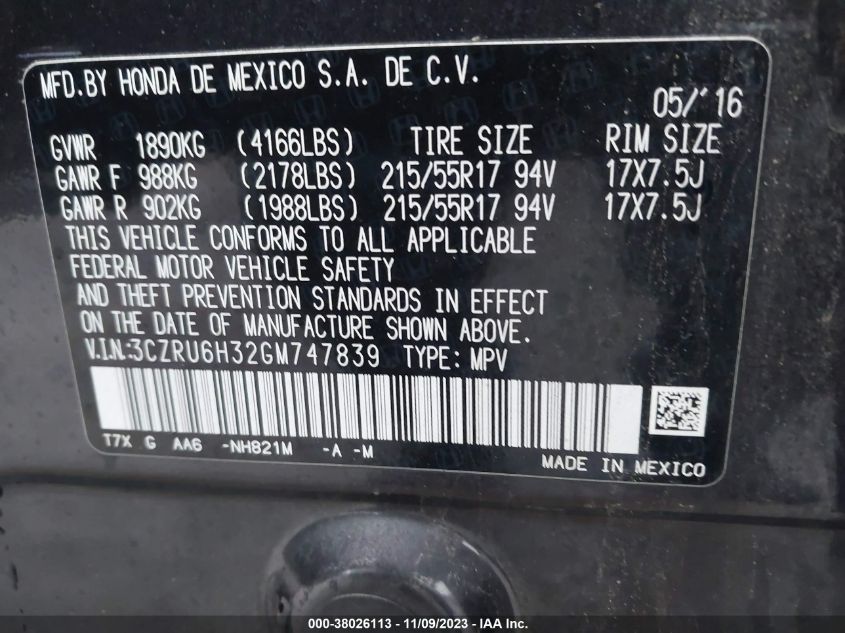 MFD.BY HONDA DE MEXICO S.A. DE C.V.
05/'16
GVWR 1890KG (4166LBS) TIRE SIZE RIM SIZE
GAWR F 988KG (2178LBS) 215/55R17 94V 17X7.5J
GAWR R 902KG (1988LBS) 215/55R17 94V 17X7.5J
THIS VEHICLE CONFORMS TO ALL APPLICABLE
FEDERAL MOTOR VEHICLE SAFETY
AND THEFT PREVENTION STANDARDS IN EFFECT
ON THE DATE OF MANUFACTURE SHOWN ABOVE.
V.I.N.:3CZRU6H32GM747839 TYPE: MPV
T7X G AA6 -NH821M -A -M
MADE IN MEXICO
000-38026113 - 11/09/2023 - IAA Inc.